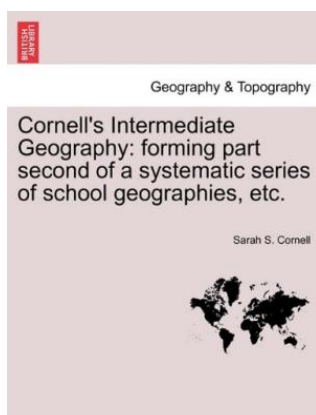 BRITISH
LIBRARY
Geography & Topography
Cornell's Intermediate
Geography: forming part
second of a systematic series
of school geographies, etc.
Sarah S. Cornell